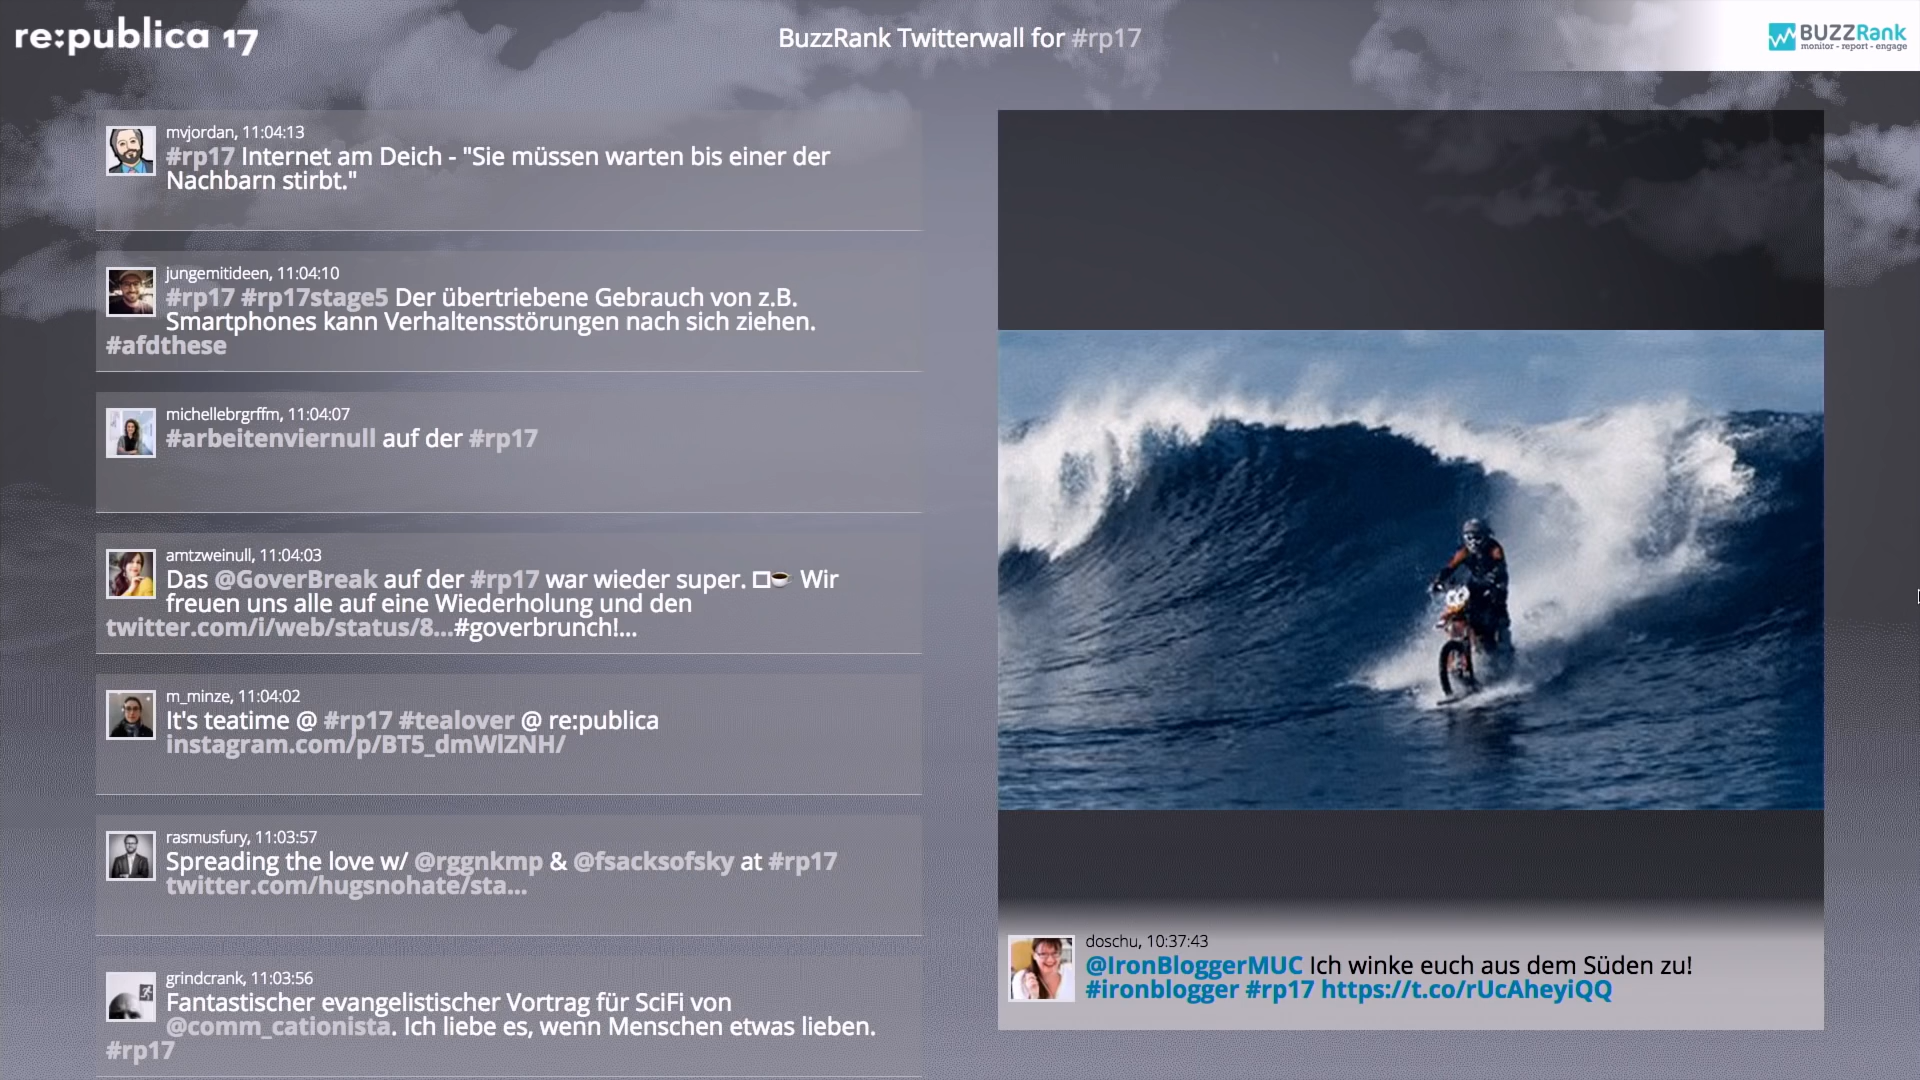 re:publica 17
BuzzRank Twitterwall for #rp17
BUZZRank
monitor - report - engage
mvjordan, 11:04:13
#rp17 Internet am Deich - "Sie müssen warten bis einer der
Nachbarn stirbt."
jungemitideen, 11:04:10
#rp17 #rp17stage5 Der übertriebene Gebrauch von z.B.
Smartphones kann Verhaltensstörungen nach sich ziehen.
#afdthese
michellebrgrffm, 11:04:07
#arbeitenviernull auf der #rp17
amtzweinull, 11:04:03
Das @GoverBreak auf der #rp17 war wieder super. □☕ Wir
freuen uns alle auf eine Wiederholung und den
twitter.com/i/web/status/8...#goverbrunch!...
m_minze, 11:04:02
It's teatime @ #rp17 #tealover @ re:publica
instagram.com/p/BT5_dmWlZNH/
rasmusfury, 11:03:57
Spreading the love w/ @rggnkmp & @fsacksofsky at #rp17
twitter.com/hugsnohate/sta...
grindcrank, 11:03:56
Fantastischer evangelistischer Vortrag für SciFi von
@comm_cationista. Ich liebe es, wenn Menschen etwas lieben.
#rp17
doschu, 10:37:43
@IronBloggerMUC Ich winke euch aus dem Süden zu!
#ironblogger #rp17 https://t.co/rUcAheyiQQ